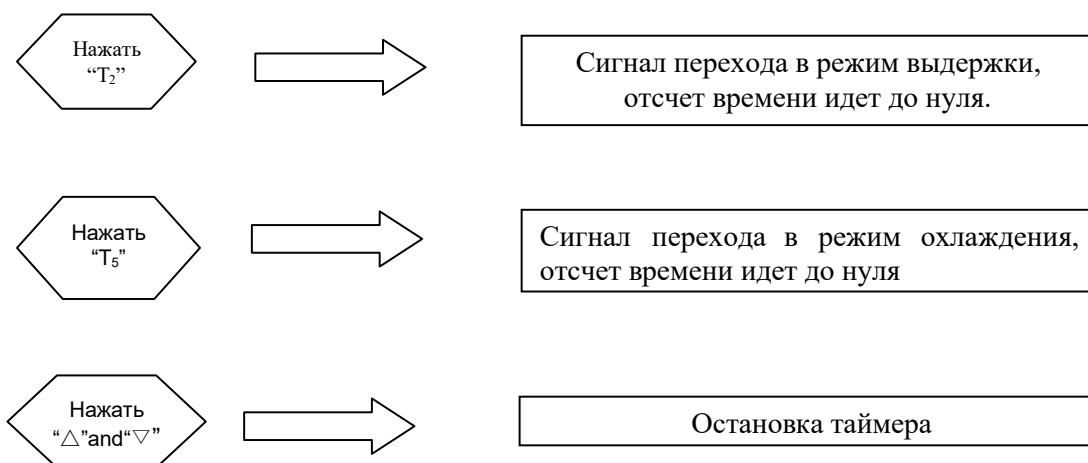 Нажать
“T₂”
Сигнал перехода в режим выдержки,
отсчет времени идет до нуля.
Нажать
“T₅”
Сигнал перехода в режим охлаждения,
отсчет времени идет до нуля
Нажать
“△”and“▽”
Остановка таймера